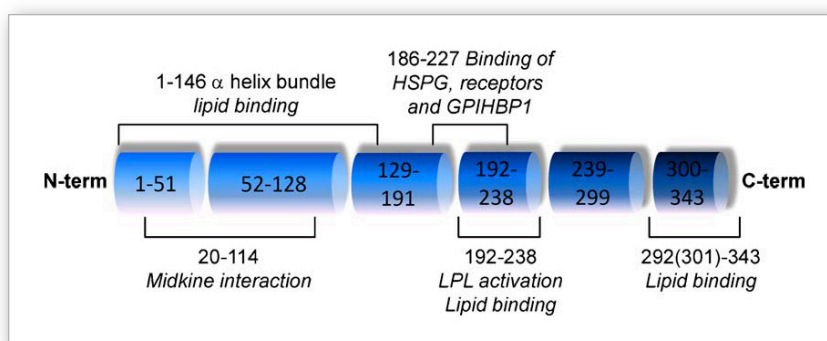 186-227 Binding of
HSPG, receptors
and GPIHBP1
1-146 α helix bundle
lipid binding
N-term
1-51
52-128
129-
191
192-
238
239-
299
300-
343
C-term
20-114
Midkine interaction
192-238
LPL activation
Lipid binding
292(301)-343
Lipid binding